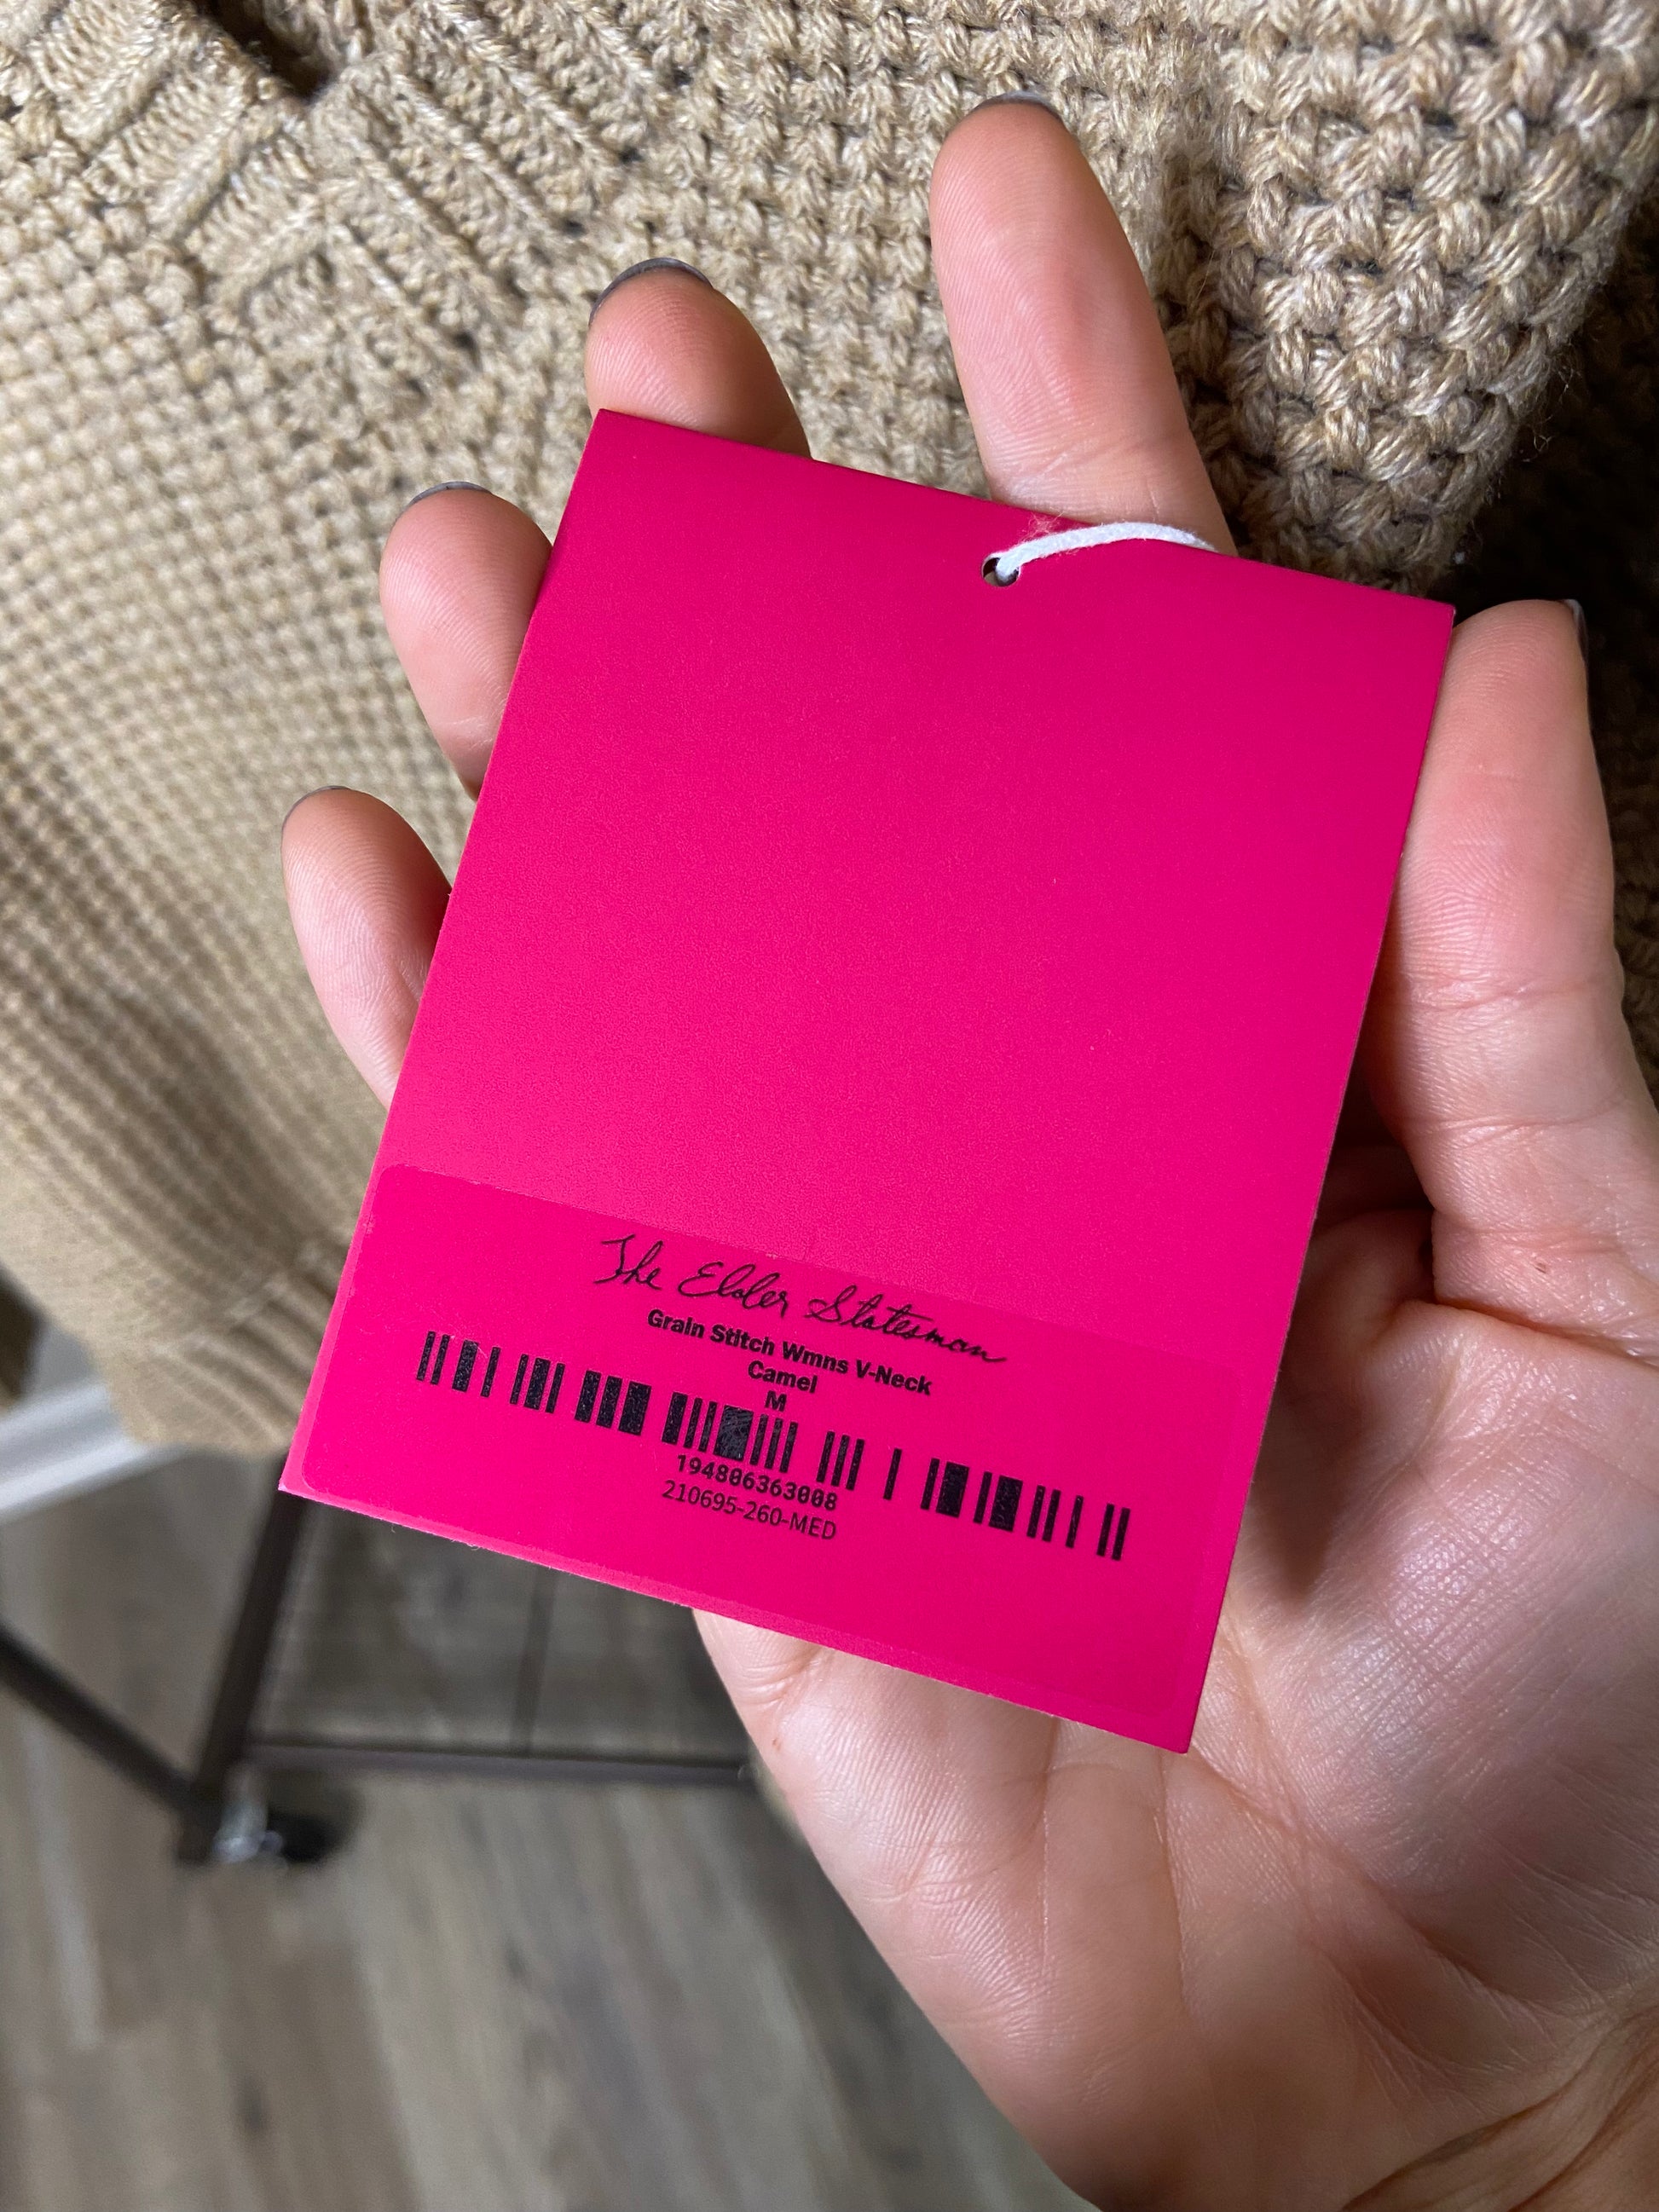 The Elder Statesman
Grain Stitch Wmns V-Neck
Camel
M
194806363008
210695-260-MED